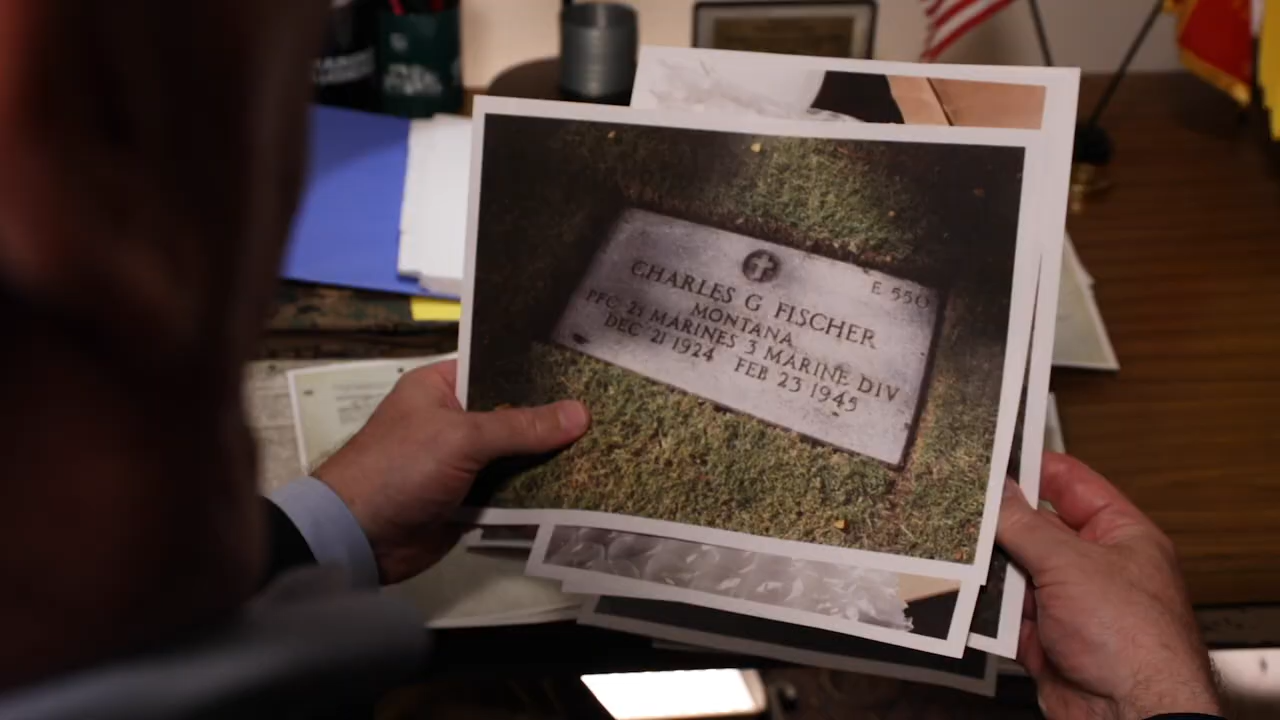 E 550
CHARLES G FISCHER
MONTANA
PFC 21 MARINES 3 MARINE DIV
DEC 21 1924 FEB 23 1945